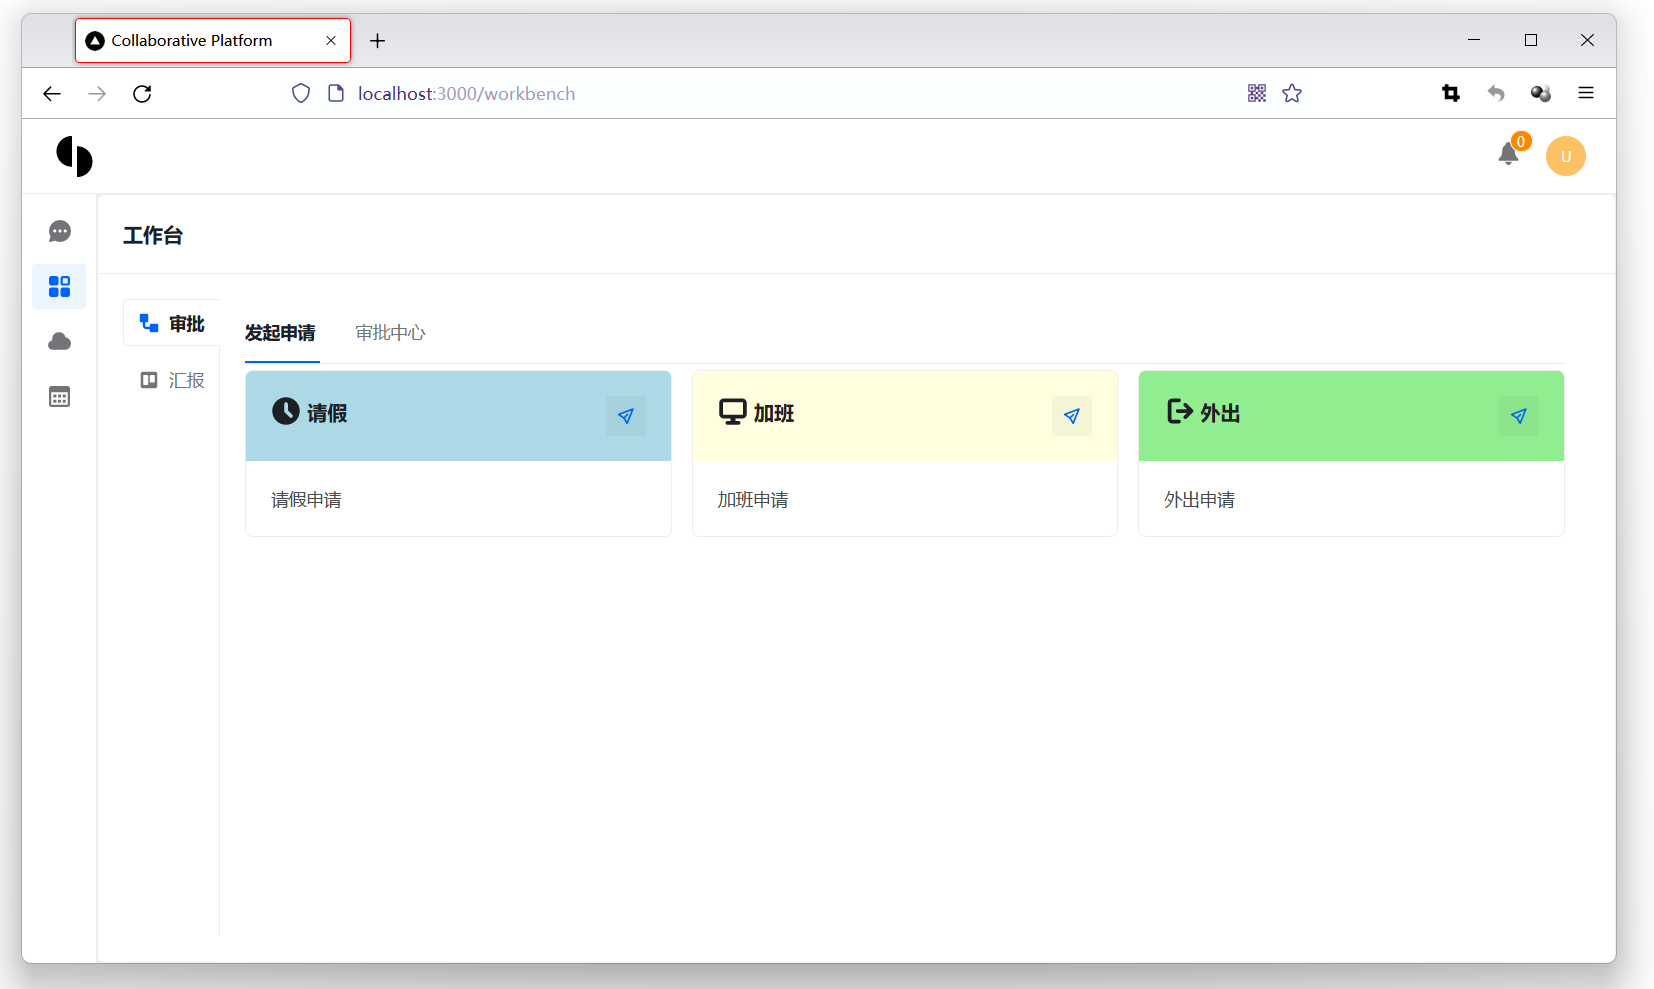 Collaborative Platform
localhost:3000/workbench
0
U
工作台
审批
汇报
发起申请
审批中心
请假
请假申请
加班
加班申请
外出
外出申请